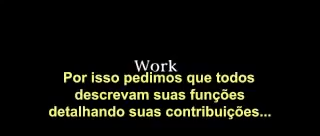 Work
Por isso pedimos que todos
descrevam suas funções
detalhando suas contribuições...